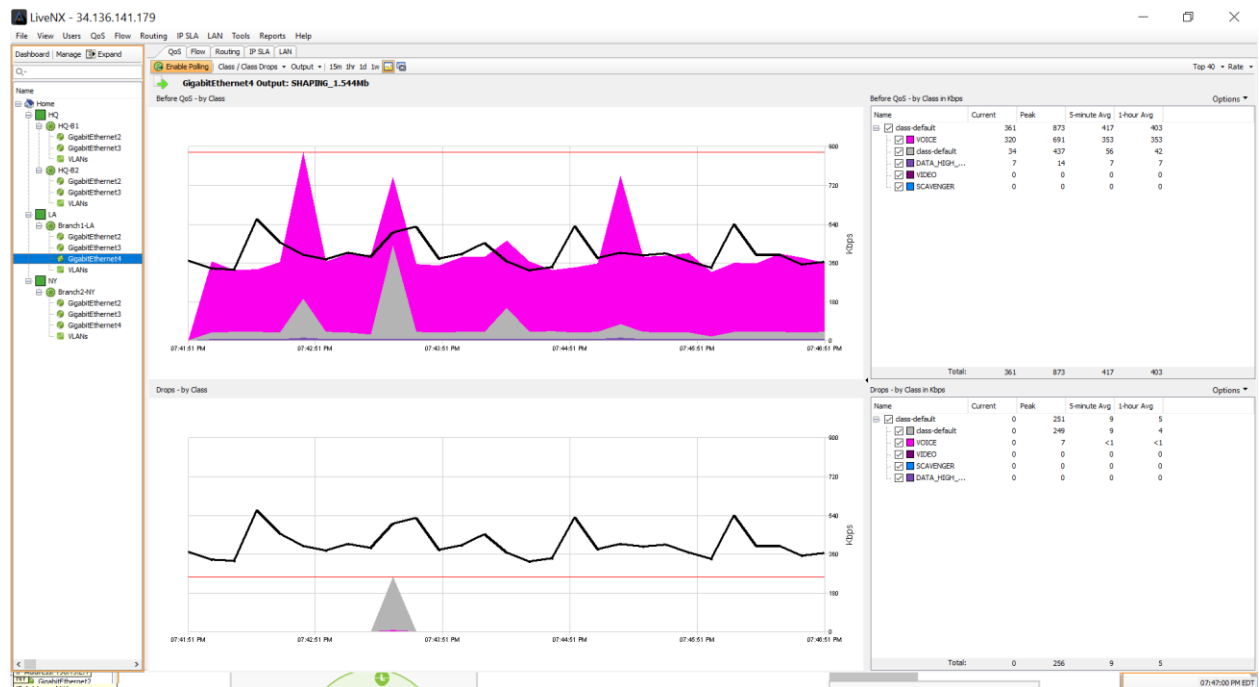 LiveNX - 34.136.141.179
File View Users QoS Flow Routing IP SLA LAN Tools Reports Help
Dashboard Manage Expand
QoS Flow Routing IP SLA LAN
Enable Polling Class / Class Drops Output 15m 1hr 1d 1w
Top 40 Rate
GigabitEthernet4 Output: SHAPING_1.544Mb
Name
Home
HQ
HQ-B1
GigabitEthernet2
GigabitEthernet3
VLANs
HQ-B2
GigabitEthernet2
GigabitEthernet3
VLANs
LA
Branch1-LA
GigabitEthernet2
GigabitEthernet3
GigabitEthernet4
VLANs
NY
Branch2-NY
GigabitEthernet2
GigabitEthernet3
GigabitEthernet4
VLANs
Before QoS - by Class
900
720
540
360
180
0
Kbps
07:41:51 PM 07:42:51 PM 07:43:51 PM 07:44:51 PM 07:45:51 PM 07:46:51 PM
Before QoS - by Class in Kbps Options
Name Current Peak 5-minute Avg 1-hour Avg
class-default 361 873 417 403
VOICE 320 691 353 353
class-default 34 437 56 42
DATA_HIGH_... 7 14 7 7
VIDEO 0 0 0 0
SCAVENGER 0 0 0 0
Total: 361 873 417 403
Drops - by Class
900
720
540
360
180
0
Kbps
07:41:51 PM 07:42:51 PM 07:43:51 PM 07:44:51 PM 07:45:51 PM 07:46:51 PM
Drops - by Class in Kbps Options
Name Current Peak 5-minute Avg 1-hour Avg
class-default 0 251 9 5
class-default 0 249 9 4
VOICE 0 7 <1 <1
VIDEO 0 0 0 0
SCAVENGER 0 0 0 0
DATA_HIGH_... 0 0 0 0
Total: 0 256 9 5
NY GigabitEthernet2
07:47:00 PM EDT